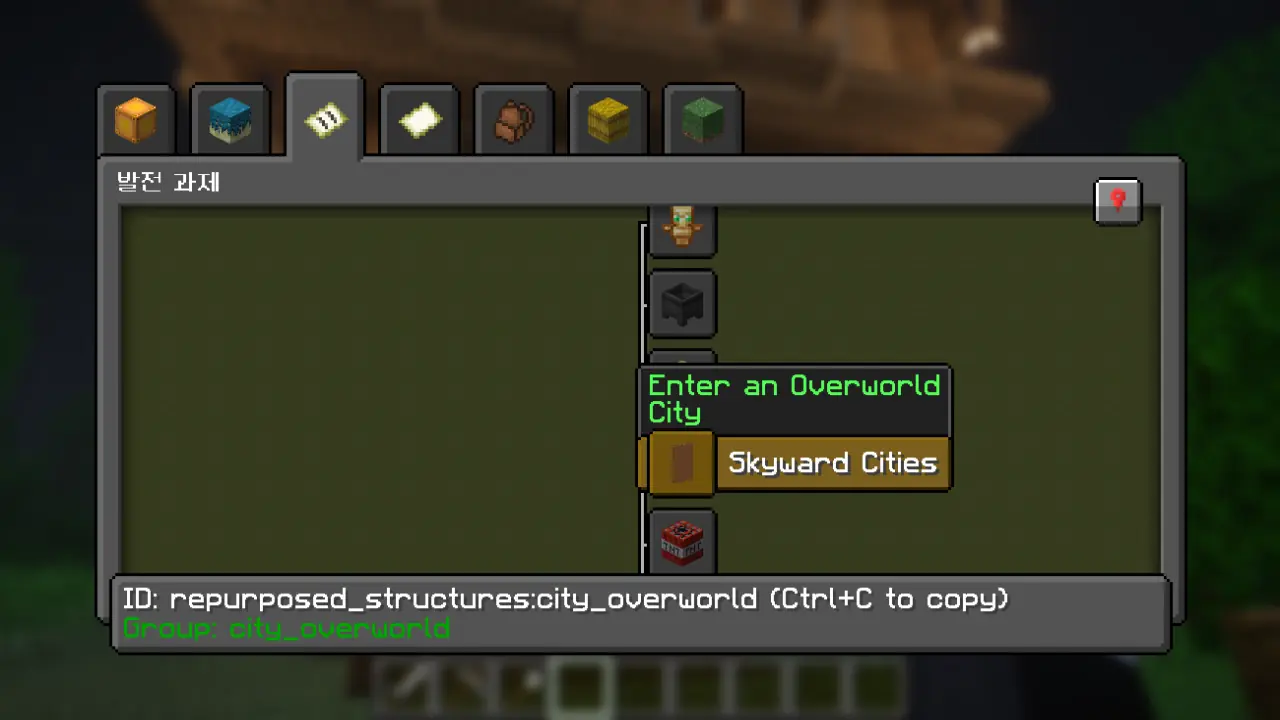 발전 과제
Enter an Overworld
City
Skyward Cities
ID: repurposed_structures:city_overworld (Ctrl+C to copy)
Group: city_overworld